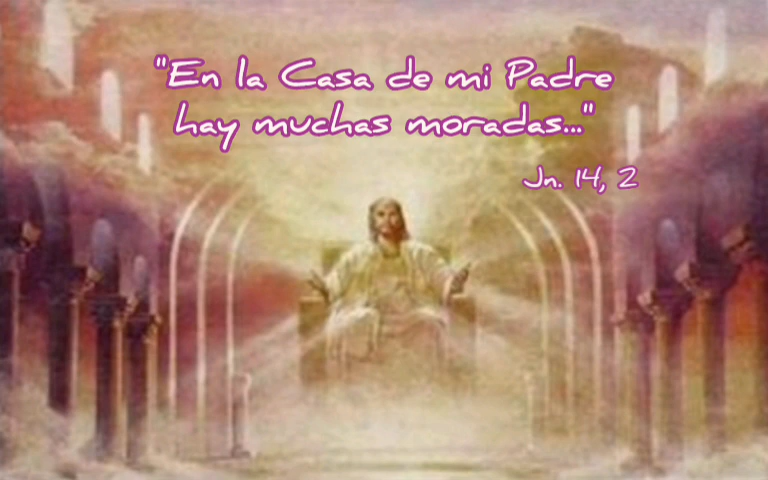 "En la Casa de mi Padre
hay muchas moradas..."
Jn. 14, 2